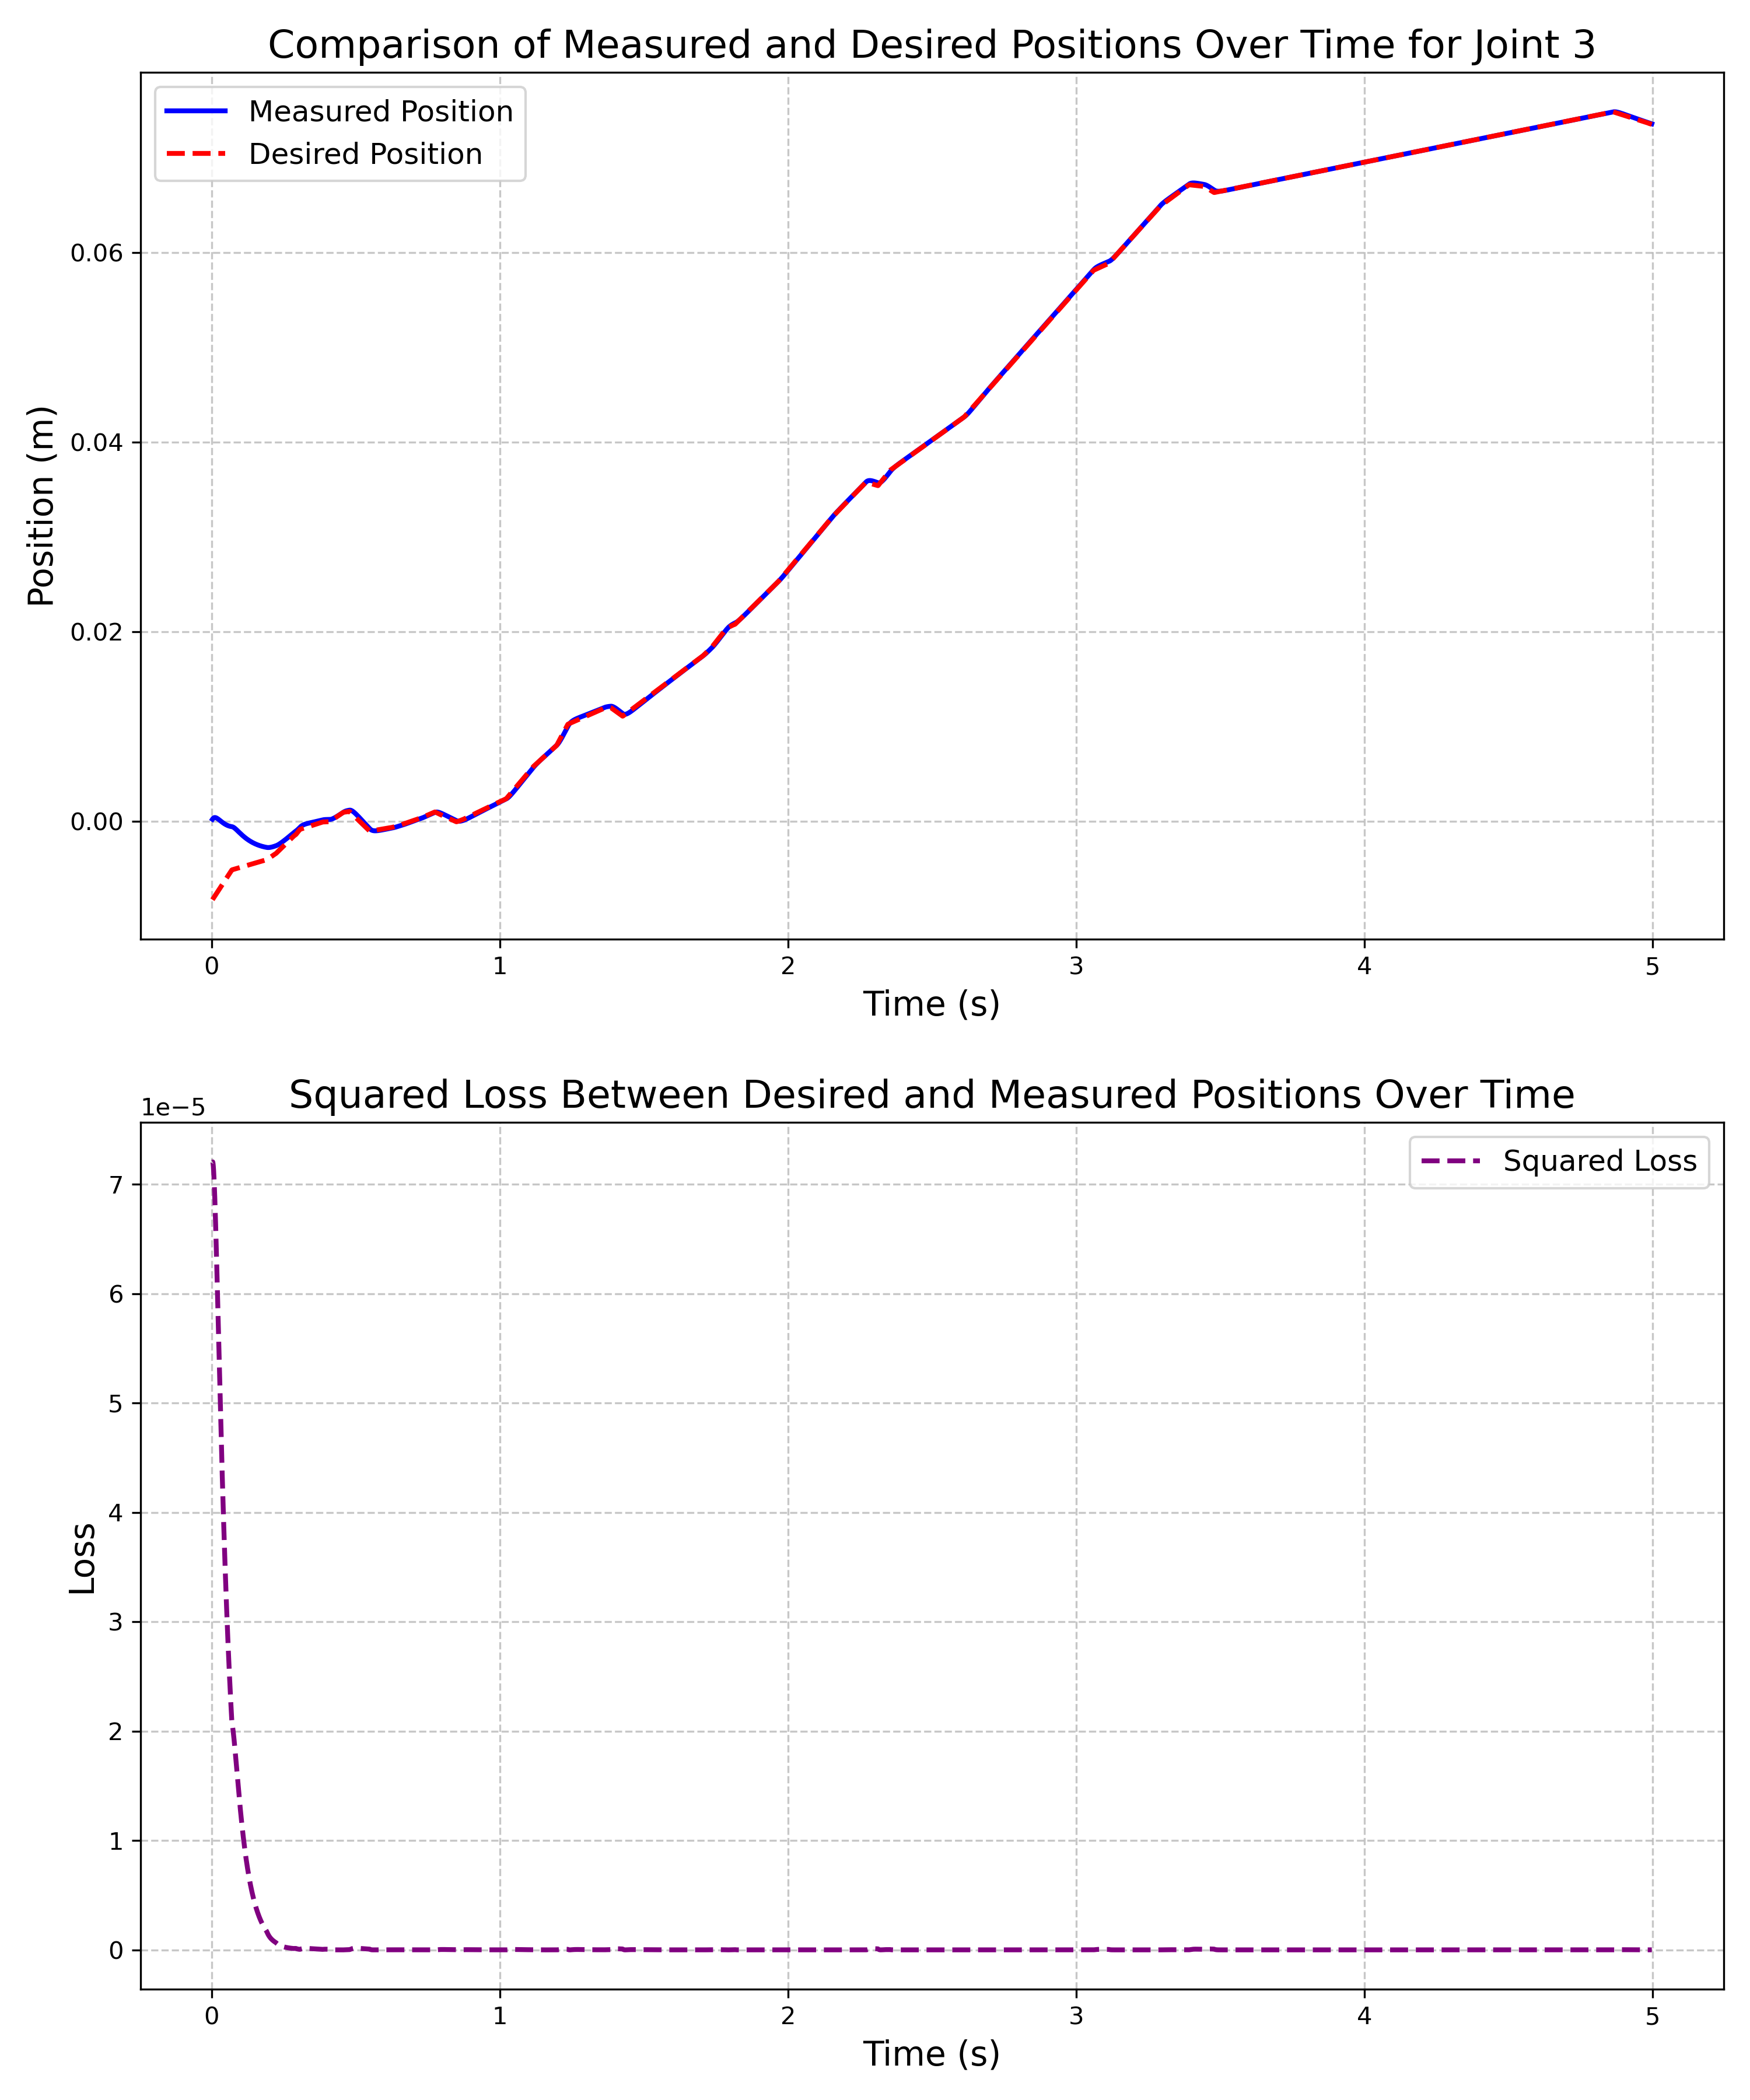 Comparison of Measured and Desired Positions Over Time for Joint 3
Measured Position
Desired Position
Position (m)
0.06
0.04
0.02
0.00
0 1 2 3 4 5
Time (s)
Squared Loss Between Desired and Measured Positions Over Time
1e−5
Squared Loss
Loss
7
6
5
4
3
2
1
0
0 1 2 3 4 5
Time (s)